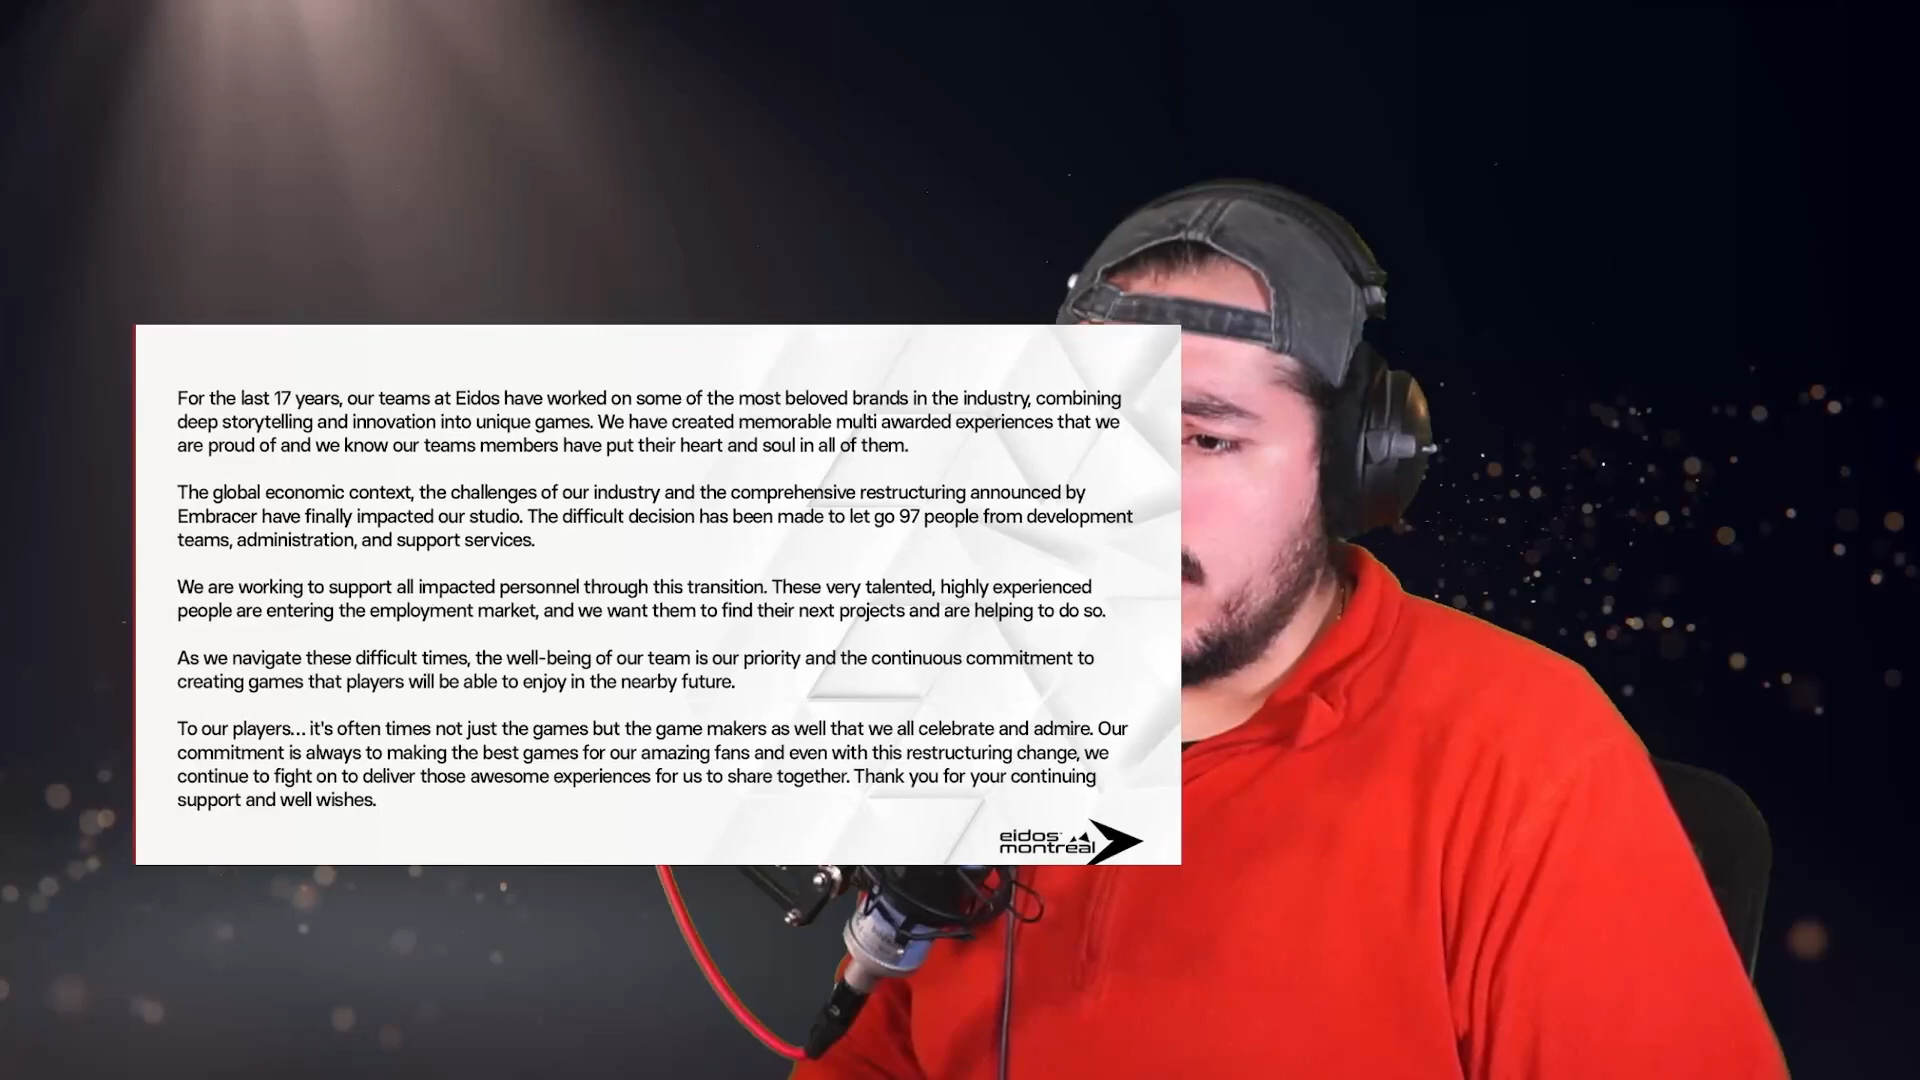 For the last 17 years, our teams at Eidos have worked on some of the most beloved brands in the industry, combining
deep storytelling and innovation into unique games. We have created memorable multi awarded experiences that we
are proud of and we know our teams members have put their heart and soul in all of them.
The global economic context, the challenges of our industry and the comprehensive restructuring announced by
Embracer have finally impacted our studio. The difficult decision has been made to let go 97 people from development
teams, administration, and support services.
We are working to support all impacted personnel through this transition. These very talented, highly experienced
people are entering the employment market, and we want them to find their next projects and are helping to do so.
As we navigate these difficult times, the well-being of our team is our priority and the continuous commitment to
creating games that players will be able to enjoy in the nearby future.
To our players... it's often times not just the games but the game makers as well that we all celebrate and admire. Our
commitment is always to making the best games for our amazing fans and even with this restructuring change, we
continue to fight on to deliver those awesome experiences for us to share together. Thank you for your continuing
support and well wishes.
eidos
montréal